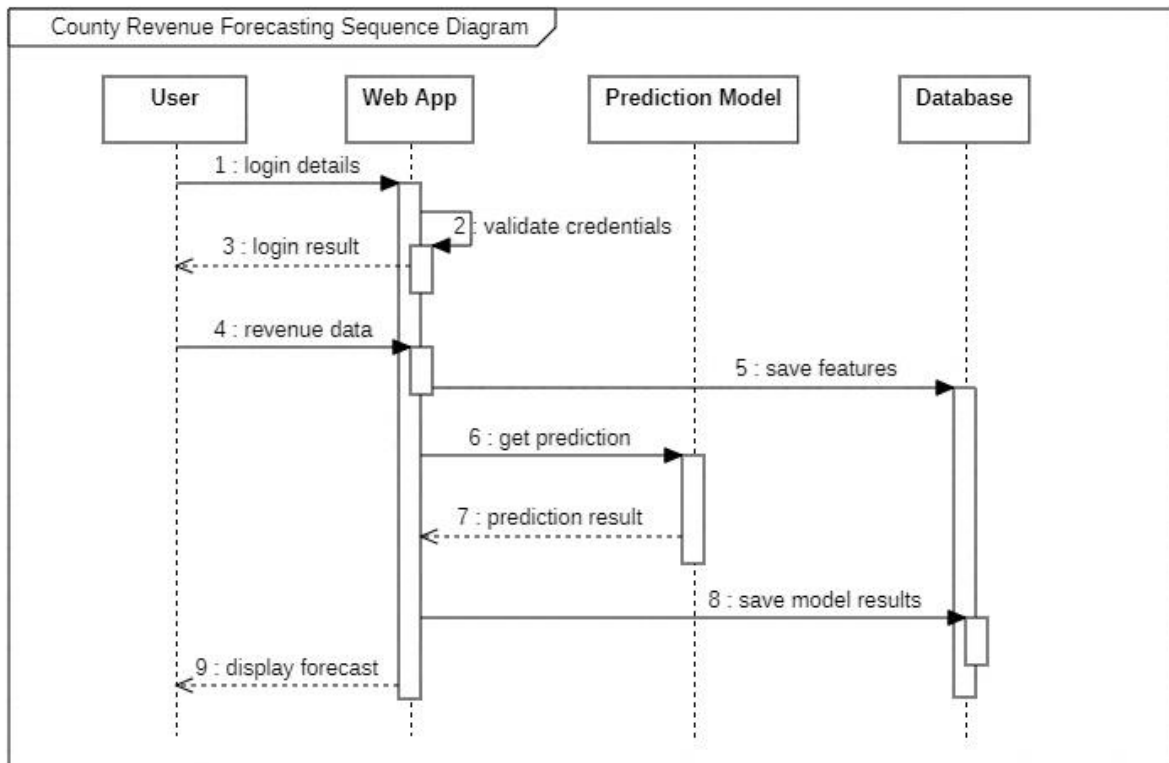 County Revenue Forecasting Sequence Diagram
User
Web App
Prediction Model
Database
1 : login details
2 : validate credentials
3 : login result
4 : revenue data
5 : save features
6 : get prediction
7 : prediction result
8 : save model results
9 : display forecast